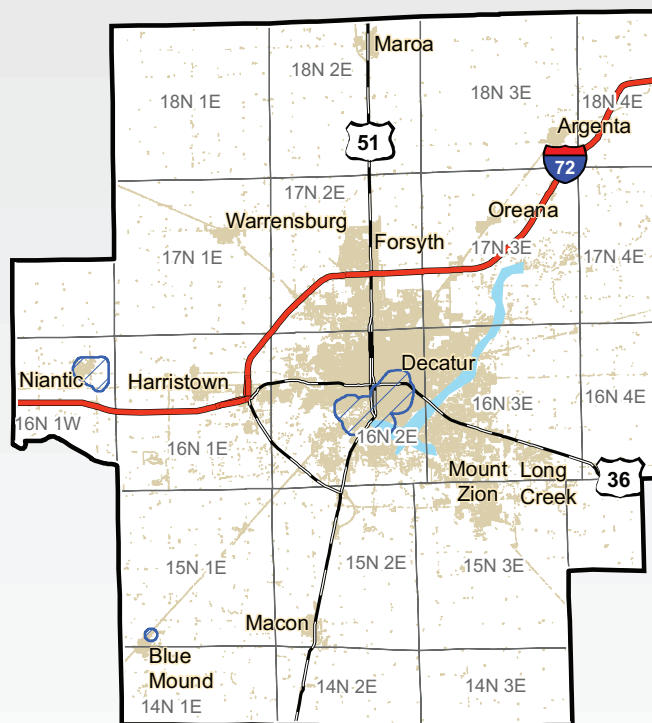 Maroa
18N 2E
18N 1E
18N 3E
18N 4E
Argenta
51
72
17N 2E
Oreana
Warrensburg
Forsyth
17N 3E
17N 1E
17N 4E
Decatur
Niantic
Harristown
16N 3E
16N 4E
16N 1W
16N 2E
16N 1E
Mount
Zion
Long
Creek
36
15N 2E
15N 1E
15N 3E
Macon
Blue
Mound
14N 2E
14N 3E
14N 1E